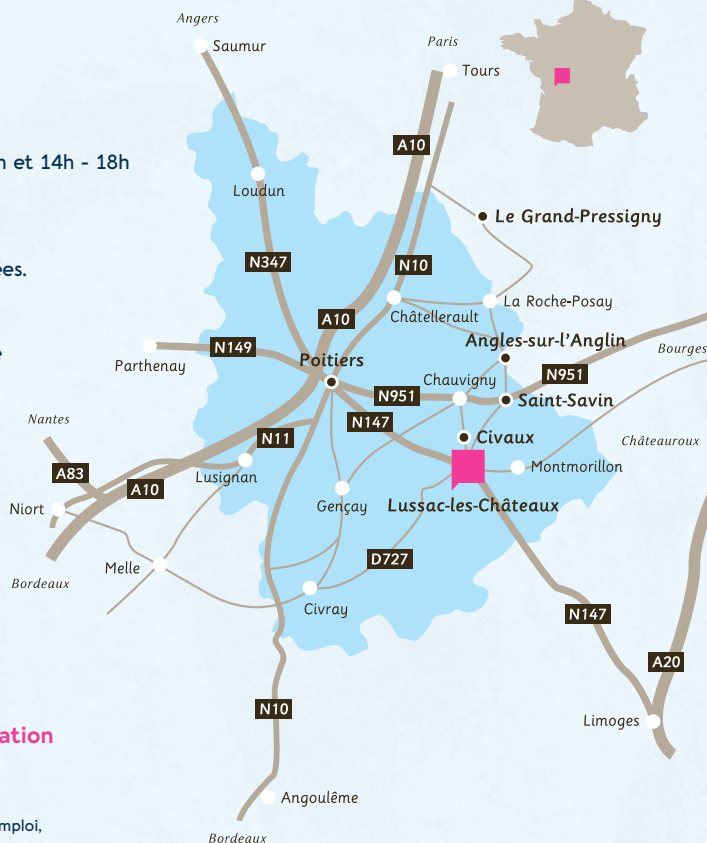 Angers
Saumur
Paris
Tours
A10
n et 14h - 18h
Loudun
Le Grand-Pressigny
N347
N10
ées.
La Roche-Posay
A10
Châtellerault
Angles-sur-l'Anglin
N149
Poitiers
Bourges
Parthenay
Chauvigny
N951
N951
Saint-Savin
Nantes
N147
N11
Civaux
Châteauroux
A83
Montmorillon
Lusignan
A10
Niort
Gençay
Lussac-les-Châteaux
Melle
D727
Bordeaux
Civray
N147
A20
N10
Limoges
ation
Angoulême
mploi,
Bordeaux